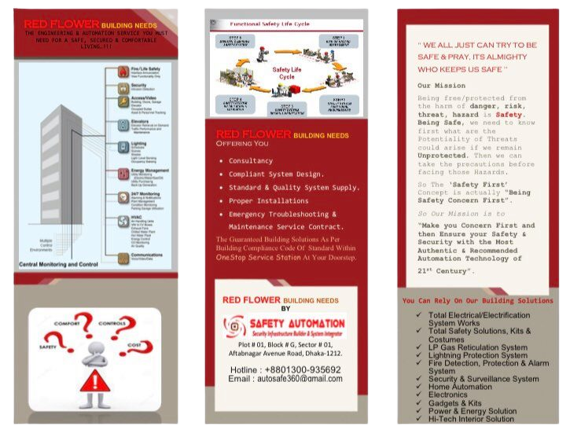 RED FLOWER BUILDING NEEDS
THE ENGINEERING & AUTOMATION SERVICE YOU MUST
NEED FOR A SAFE, SECURED & COMFORTABLE
LIVING.!!!
Fire/Life Safety
Security
Access/Video
Elevators
Lighting
Energy Management
24/7 Monitoring
HVAC
Communications
Multiple
Control
Environments
Central Monitoring and Control
SAFETY
COMFORT
CONTROLS
COST
Functional Safety Life Cycle
Safety Life
Cycle
RED FLOWER BUILDING NEEDS
OFFERING YOU
• Consultancy
• Compliant System Design.
• Standard & Quality System Supply.
• Proper Installations
• Emergency Troubleshooting &
Maintenance Service Contract.
The Guaranteed Building Solutions As Per
Building Compliance Code Of Standard Within
OneStop Service Station At Your Doorstep.
RED FLOWER BUILDING NEEDS
BY
SAFETY AUTOMATION
Security Infrastructure Builder & System Integrator
Plot # 01, Block # G, Sector # 01,
Aftabnagar Avenue Road, Dhaka-1212.
Hotline : +8801300-935692
Email : autosafe360@gmail.com
" WE ALL JUST CAN TRY TO BE
SAFE & PRAY, ITS ALMIGHTY
WHO KEEPS US SAFE "
Our Mission
Being free/protected from
the harm of danger, risk,
threat, hazard is Safety.
Being Safe, we need to know
first what are the
Potentiality of Threats
could arise if we remain
Unprotected. Then we can
take the precautions before
facing those Hazards.
So The 'Safety First'
Concept is actually "Being
Safety Concern First".
So Our Mission is to
"Make you Concern First and
then Ensure your Safety &
Security with the Most
Authentic & Recommended
Automation Technology of
21st Century".
You Can Rely On Our Building Solutions
✓ Total Electrical/Electrification
System Works
✓ Total Safety Solutions, Kits &
Costumes
✓ LP Gas Reticulation System
✓ Lightning Protection System
✓ Fire Detection, Protection & Alarm
System
✓ Security & Surveillance System
✓ Home Automation
✓ Electronics
✓ Gadgets & Kits
✓ Power & Energy Solution
✓ Hi-Tech Interior Solution